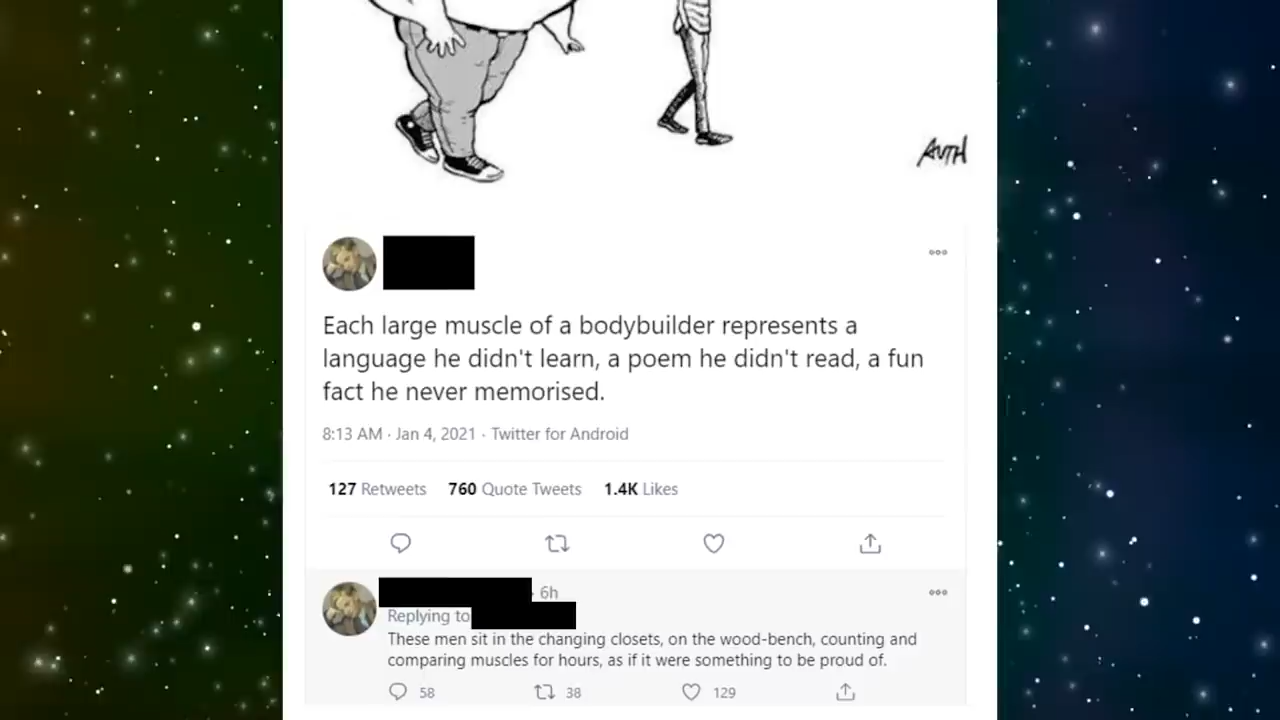 AUTH
Each large muscle of a bodybuilder represents a
language he didn't learn, a poem he didn't read, a fun
fact he never memorised.
8:13 AM · Jan 4, 2021 · Twitter for Android
127 Retweets 760 Quote Tweets 1.4K Likes
· 6h
Replying to
These men sit in the changing closets, on the wood-bench, counting and
comparing muscles for hours, as if it were something to be proud of.
58 38 129